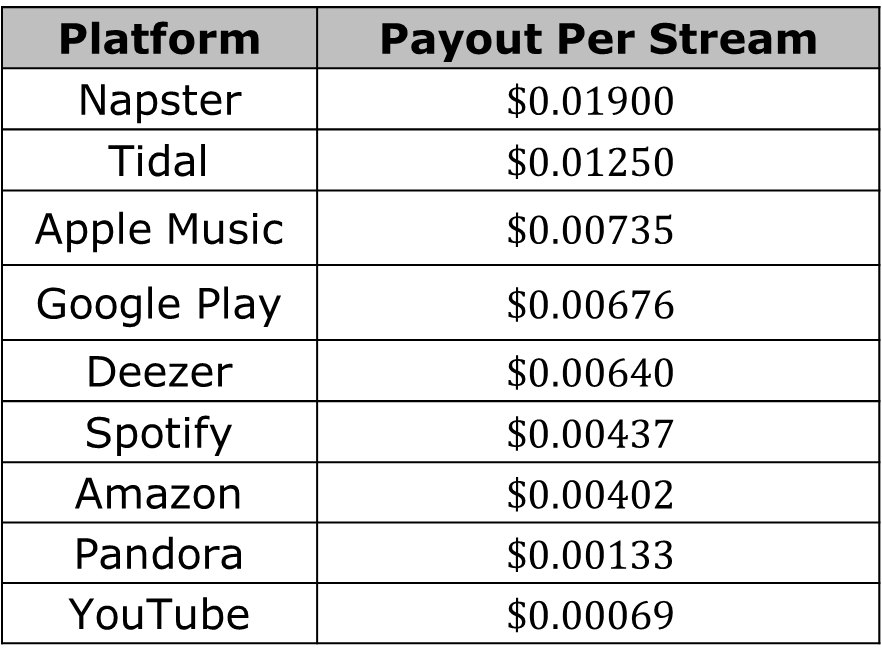 Platform Payout Per Stream
Napster $0.01900
Tidal $0.01250
Apple Music $0.00735
Google Play $0.00676
Deezer $0.00640
Spotify $0.00437
Amazon $0.00402
Pandora $0.00133
YouTube $0.00069